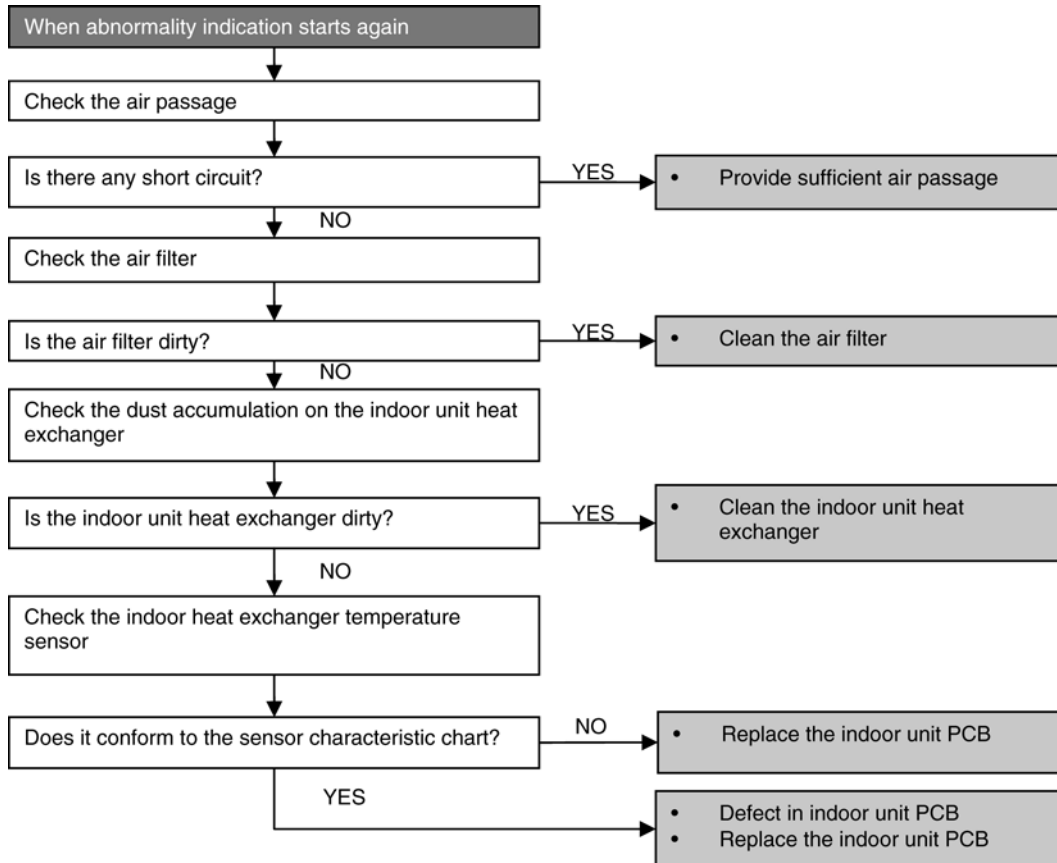 When abnormality indication starts again
Check the air passage
Is there any short circuit?
YES
• Provide sufficient air passage
NO
Check the air filter
Is the air filter dirty?
YES
• Clean the air filter
NO
Check the dust accumulation on the indoor unit heat
exchanger
Is the indoor unit heat exchanger dirty?
YES
• Clean the indoor unit heat
exchanger
NO
Check the indoor heat exchanger temperature
sensor
Does it conform to the sensor characteristic chart?
NO
• Replace the indoor unit PCB
YES
• Defect in indoor unit PCB
• Replace the indoor unit PCB